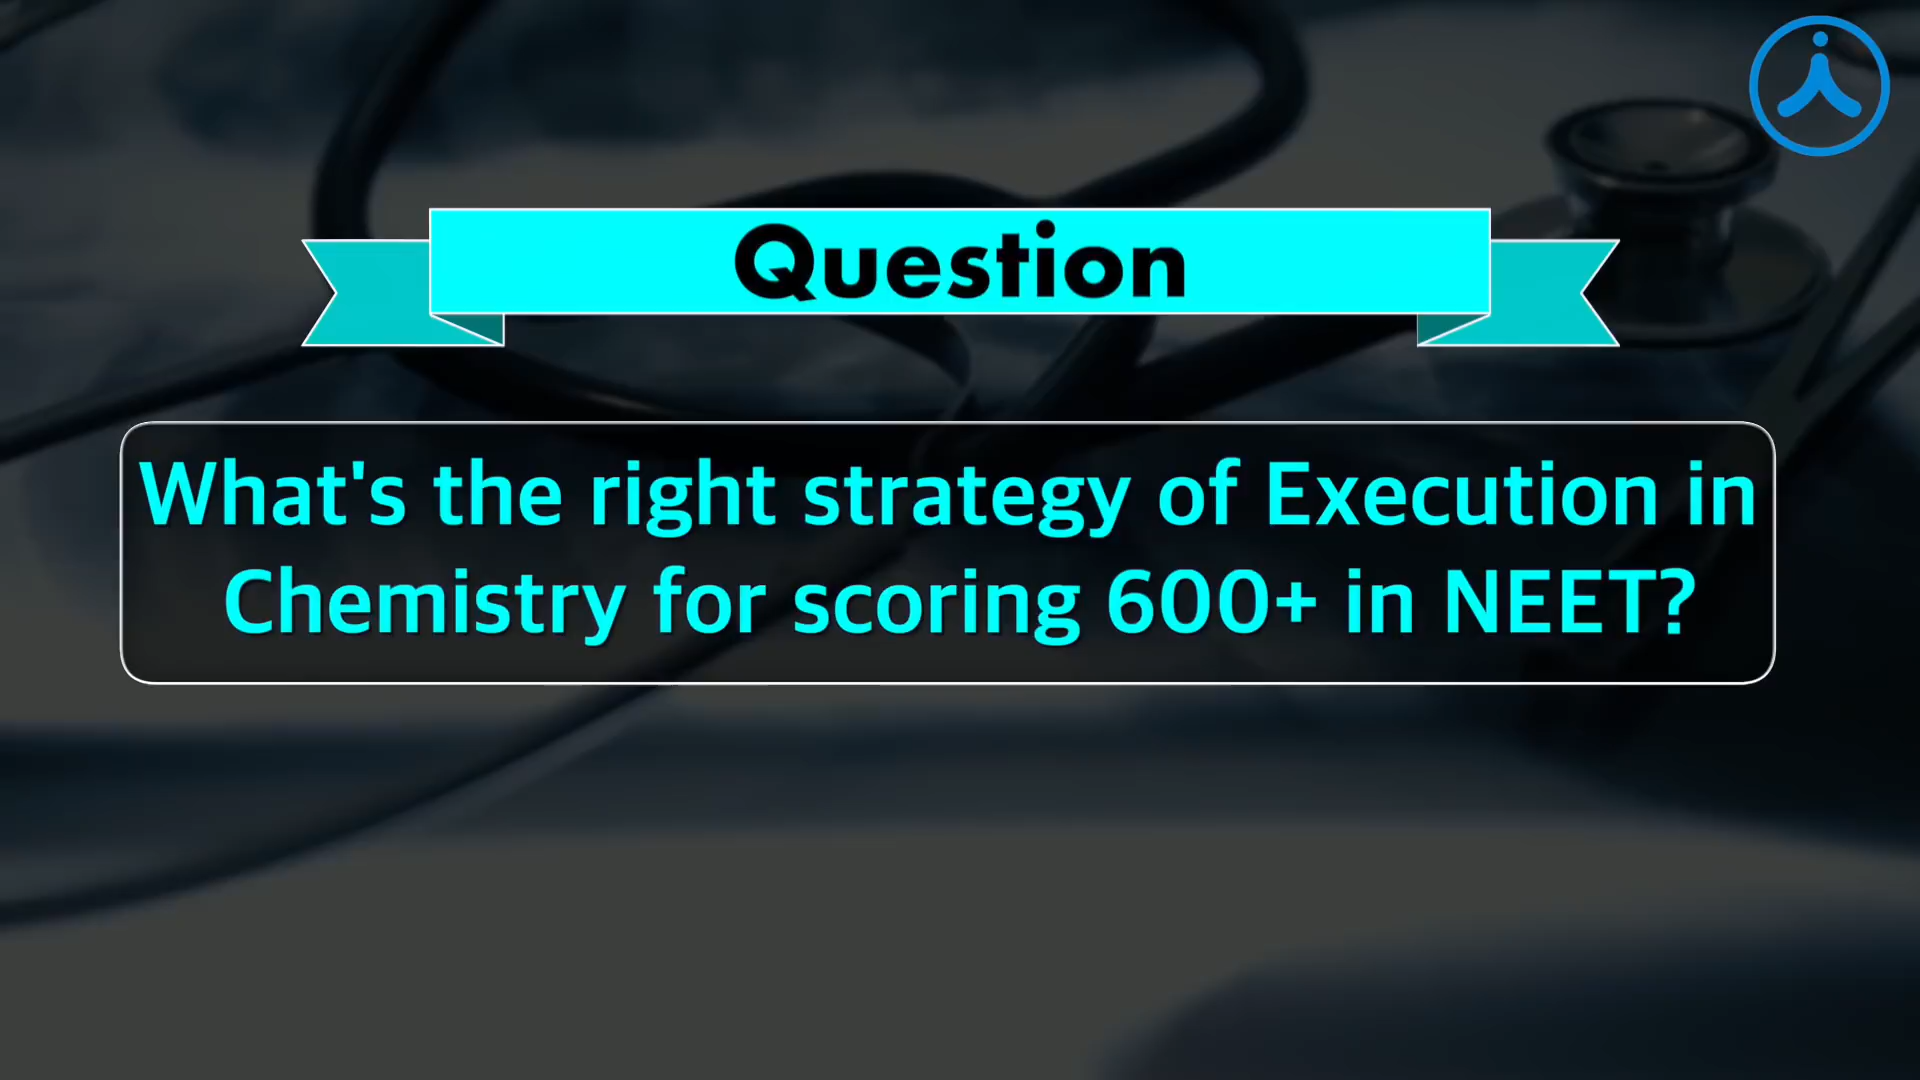 Question
What's the right strategy of Execution in
Chemistry for scoring 600+ in NEET?